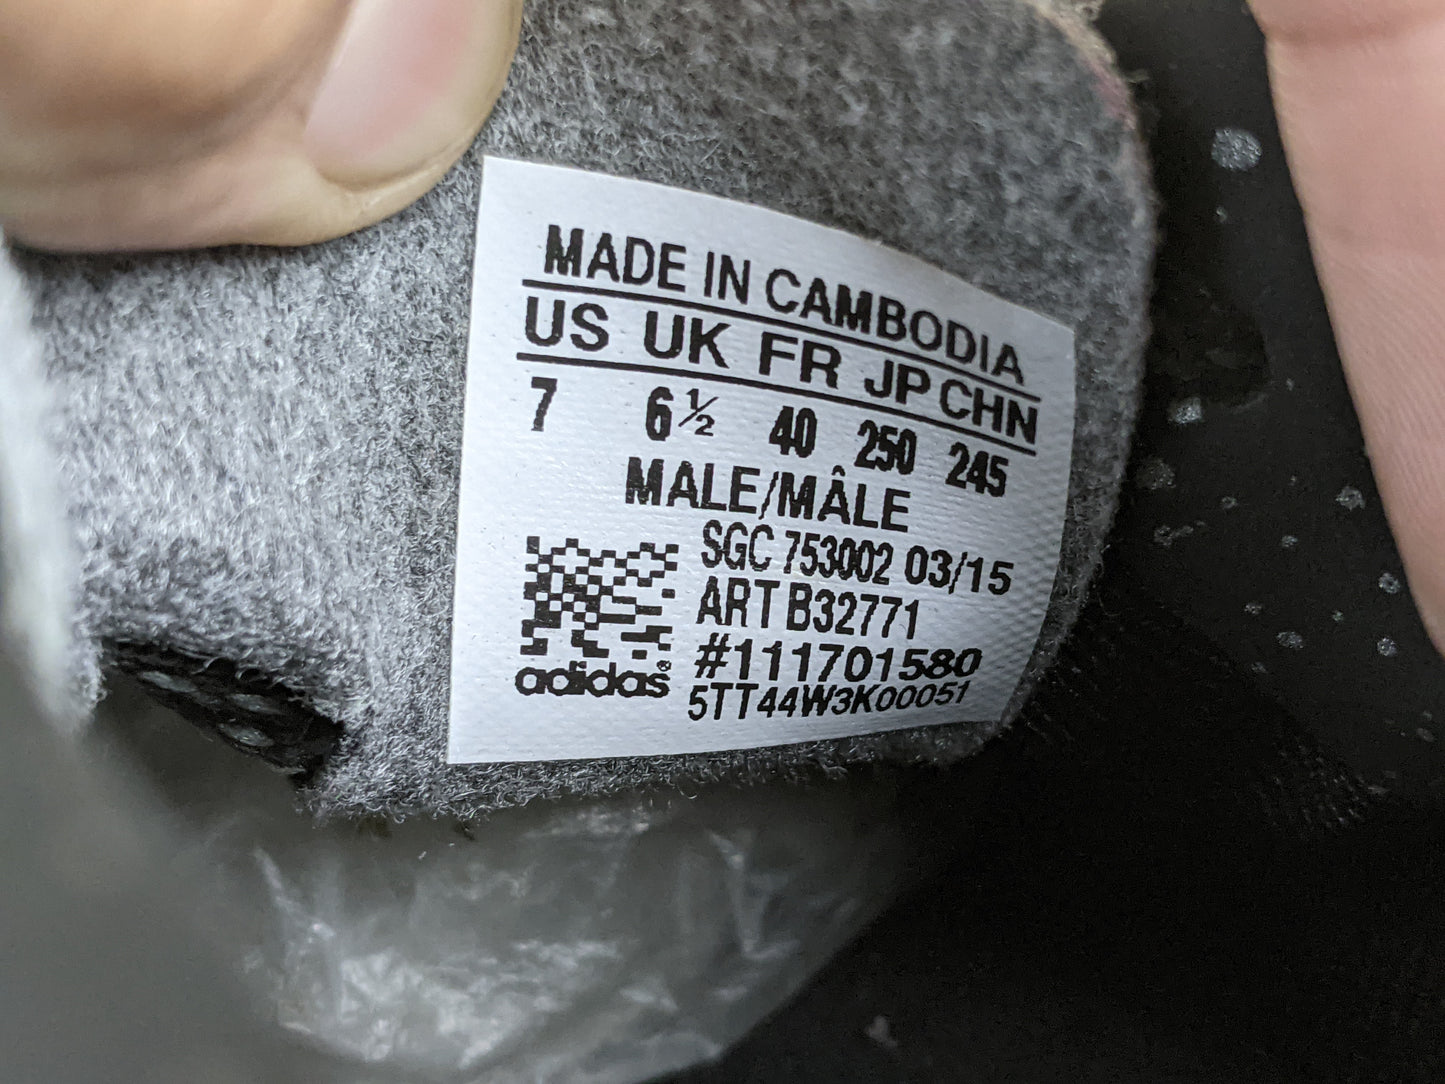 MADE IN CAMBODIA
US UK FR JP CHN
7 6½ 40 250 245
MALE/MÂLE
SGC 753002 03/15
ART B32771
#111701580
adidas®
5TT44W3K00051